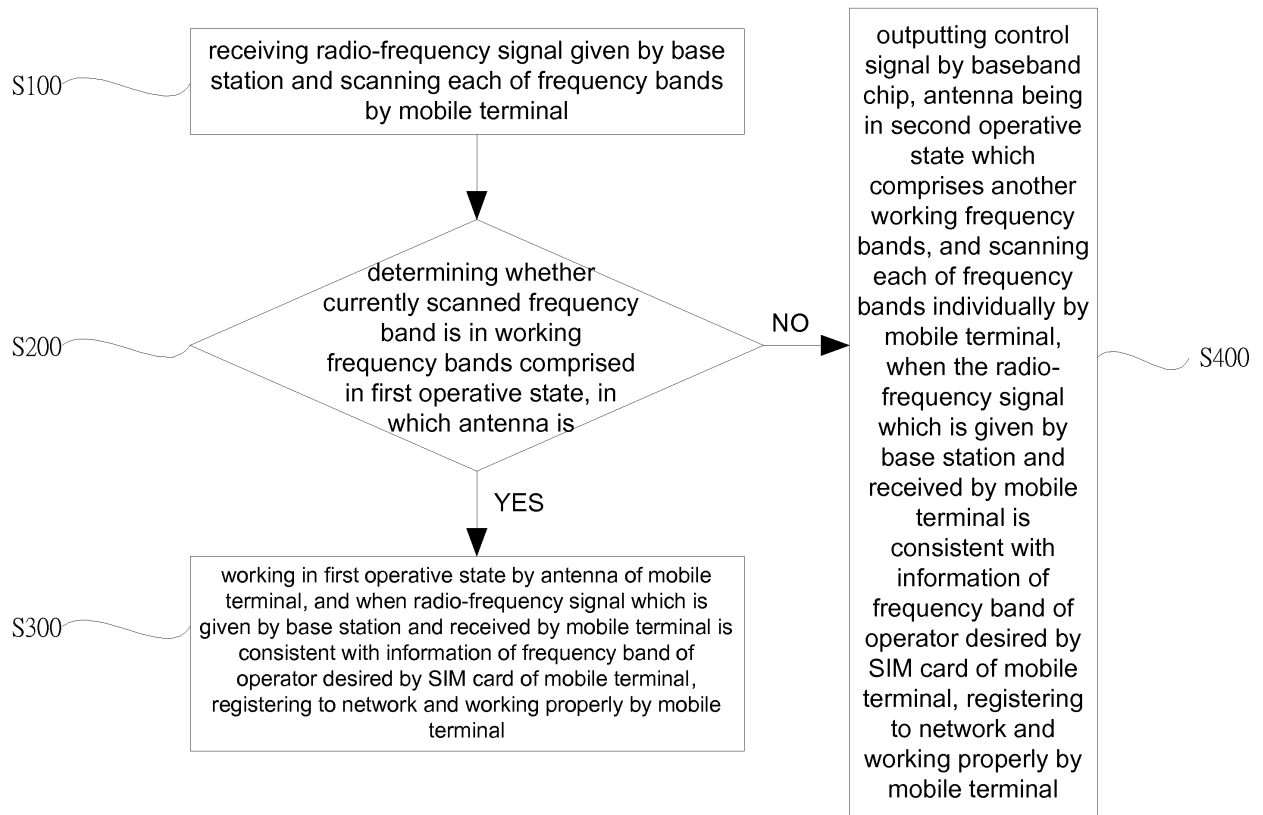 S100
receiving radio-frequency signal given by base
station and scanning each of frequency bands
by mobile terminal
S200
determining whether
currently scanned frequency
band is in working
frequency bands comprised
in first operative state, in
which antenna is
NO
YES
S300
working in first operative state by antenna of mobile
terminal, and when radio-frequency signal which is
given by base station and received by mobile terminal is
consistent with information of frequency band of
operator desired by SIM card of mobile terminal,
registering to network and working properly by mobile
terminal
outputting control
signal by baseband
chip, antenna being
in second operative
state which
comprises another
working frequency
bands, and scanning
each of frequency
bands individually by
mobile terminal,
when the radio-
frequency signal
which is given by
base station and
received by mobile
terminal is
consistent with
information of
frequency band of
operator desired by
SIM card of mobile
terminal, registering
to network and
working properly by
mobile terminal
S400